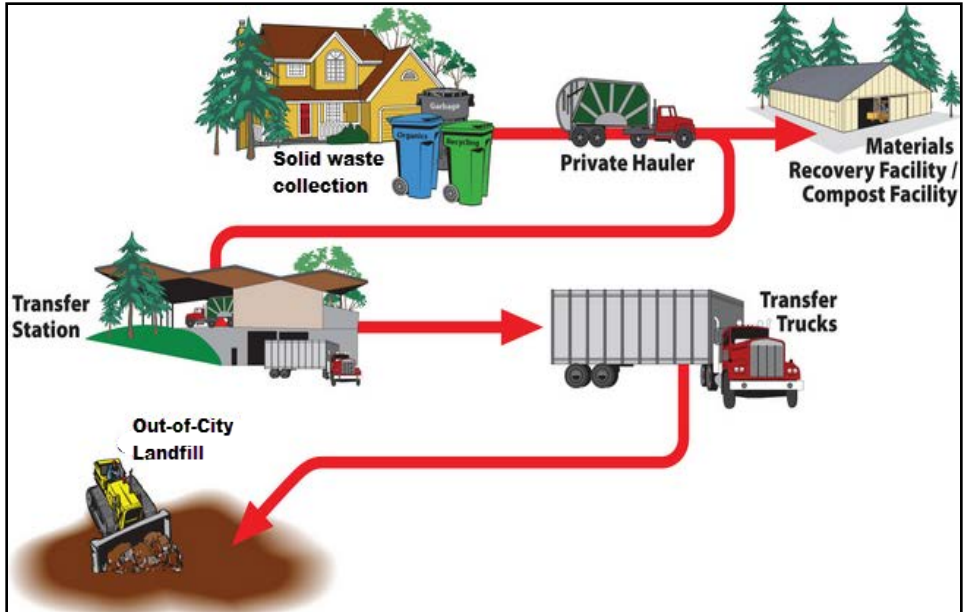 Garbage
Organics
Recycling
Solid waste
collection
Private Hauler
Materials
Recovery Facility /
Compost Facility
Transfer
Station
Transfer
Trucks
Out-of-City
Landfill